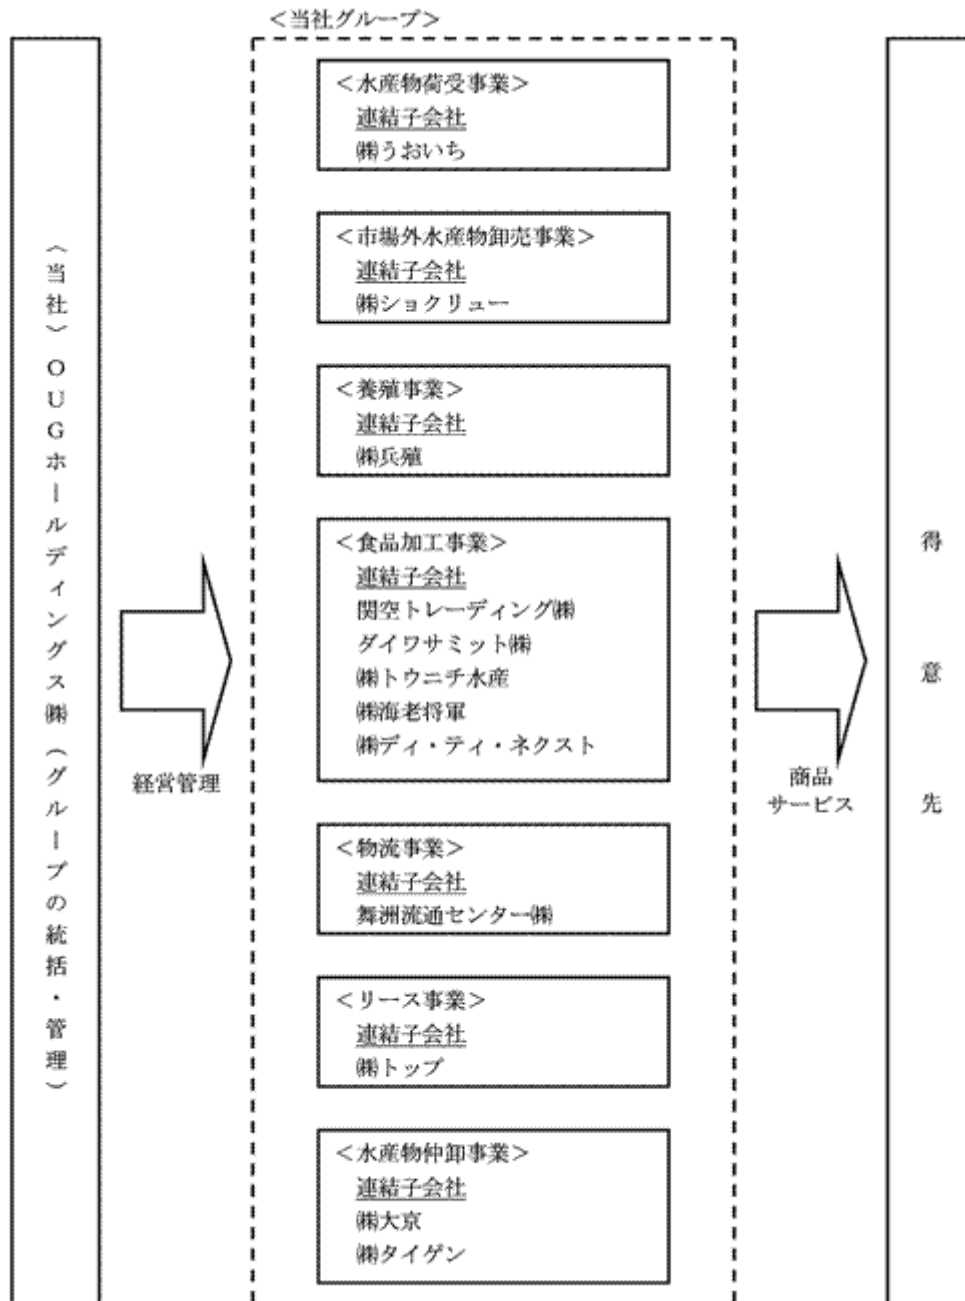 ＜当社グループ＞
（当社）ＯＵＧホールディングス㈱（グループの統括・管理）
経営管理
＜水産物荷受事業＞
連結子会社
㈱うおいち
＜市場外水産物卸売事業＞
連結子会社
㈱ショクリュー
＜養殖事業＞
連結子会社
㈱兵殖
＜食品加工事業＞
連結子会社
関空トレーディング㈱
ダイワサミット㈱
㈱トウニチ水産
㈱海老将軍
㈱ディ・ティ・ネクスト
＜物流事業＞
連結子会社
舞洲流通センター㈱
＜リース事業＞
連結子会社
㈱トップ
＜水産物仲卸事業＞
連結子会社
㈱大京
㈱タイゲン
商品
サービス
得意先